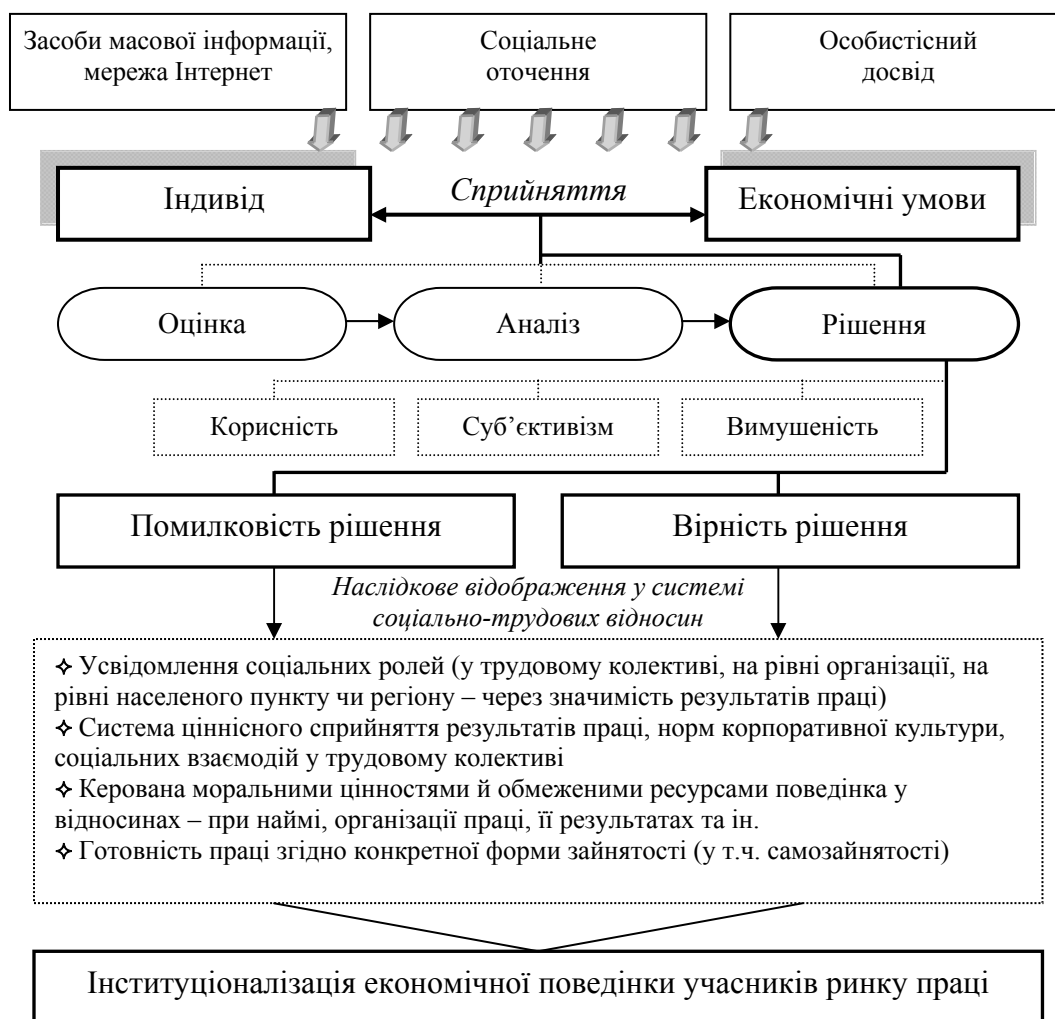 Засоби масової інформації,
мережа Інтернет
Соціальне
оточення
Особистісний
досвід
Індивід
Сприйняття
Економічні умови
Оцінка
Аналіз
Рішення
Корисність
Суб’єктивізм
Вимушеність
Помилковість рішення
Вірність рішення
Наслідкове відображення у системі
соціально-трудових відносин
✧ Усвідомлення соціальних ролей (у трудовому колективі, на рівні організації, на
рівні населеного пункту чи регіону – через значимість результатів праці)
✧ Система ціннісного сприйняття результатів праці, норм корпоративної культури,
соціальних взаємодій у трудовому колективі
✧ Керована моральними цінностями й обмеженими ресурсами поведінка у
відносинах – при наймі, організації праці, її результатах та ін.
✧ Готовність праці згідно конкретної форми зайнятості (у т.ч. самозайнятості)
Інституціоналізація економічної поведінки учасників ринку праці